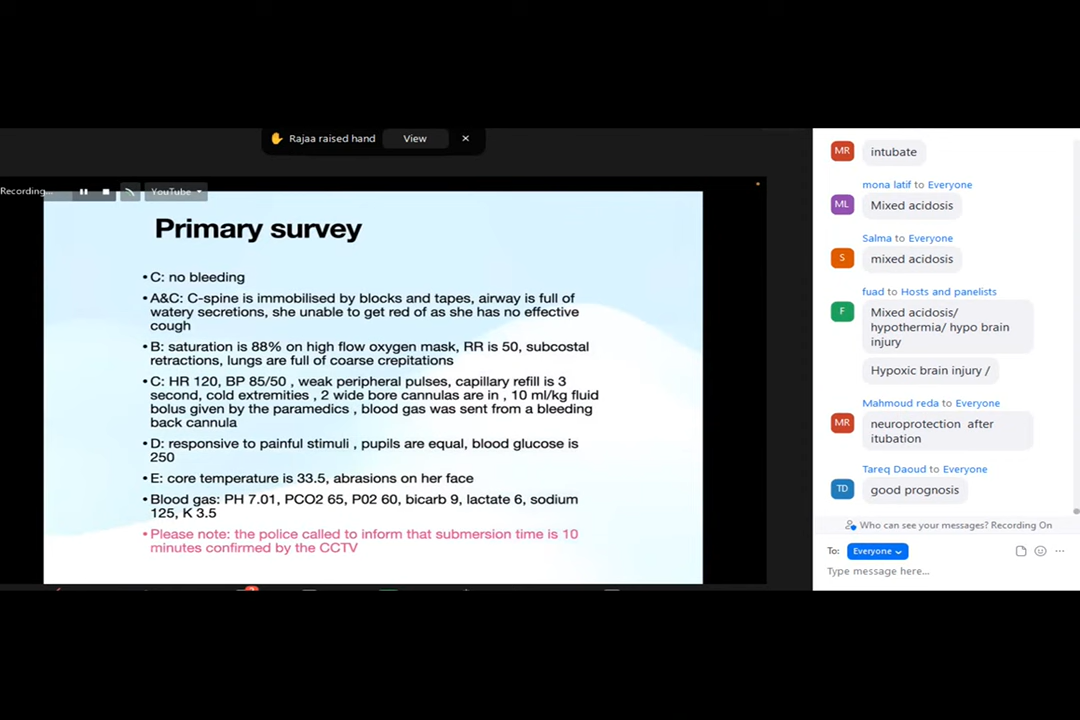 Rajaa raised hand
View
Recording...
YouTube
Primary survey
• C: no bleeding
• A&C: C-spine is immobilised by blocks and tapes, airway is full of
watery secretions, she unable to get red of as she has no effective
cough
• B: saturation is 88% on high flow oxygen mask, RR is 50, subcostal
retractions, lungs are full of coarse crepitations
• C: HR 120, BP 85/50 , weak peripheral pulses, capillary refill is 3
second, cold extremities , 2 wide bore cannulas are in , 10 ml/kg fluid
bolus given by the paramedics , blood gas was sent from a bleeding
back cannula
• D: responsive to painful stimuli , pupils are equal, blood glucose is
250
• E: core temperature is 33.5, abrasions on her face
• Blood gas: PH 7.01, PCO2 65, P02 60, bicarb 9, lactate 6, sodium
125, K 3.5
• Please note: the police called to inform that submersion time is 10
minutes confirmed by the CCTV
MR
intubate
mona latif to Everyone
ML
Mixed acidosis
Salma to Everyone
S
mixed acidosis
fuad to Hosts and panelists
F
Mixed acidosis/
hypothermia/ hypo brain
injury
Hypoxic brain injury /
Mahmoud reda to Everyone
MR
neuroprotection after
itubation
Tareq Daoud to Everyone
TD
good prognosis
Who can see your messages? Recording On
To: Everyone
Type message here...